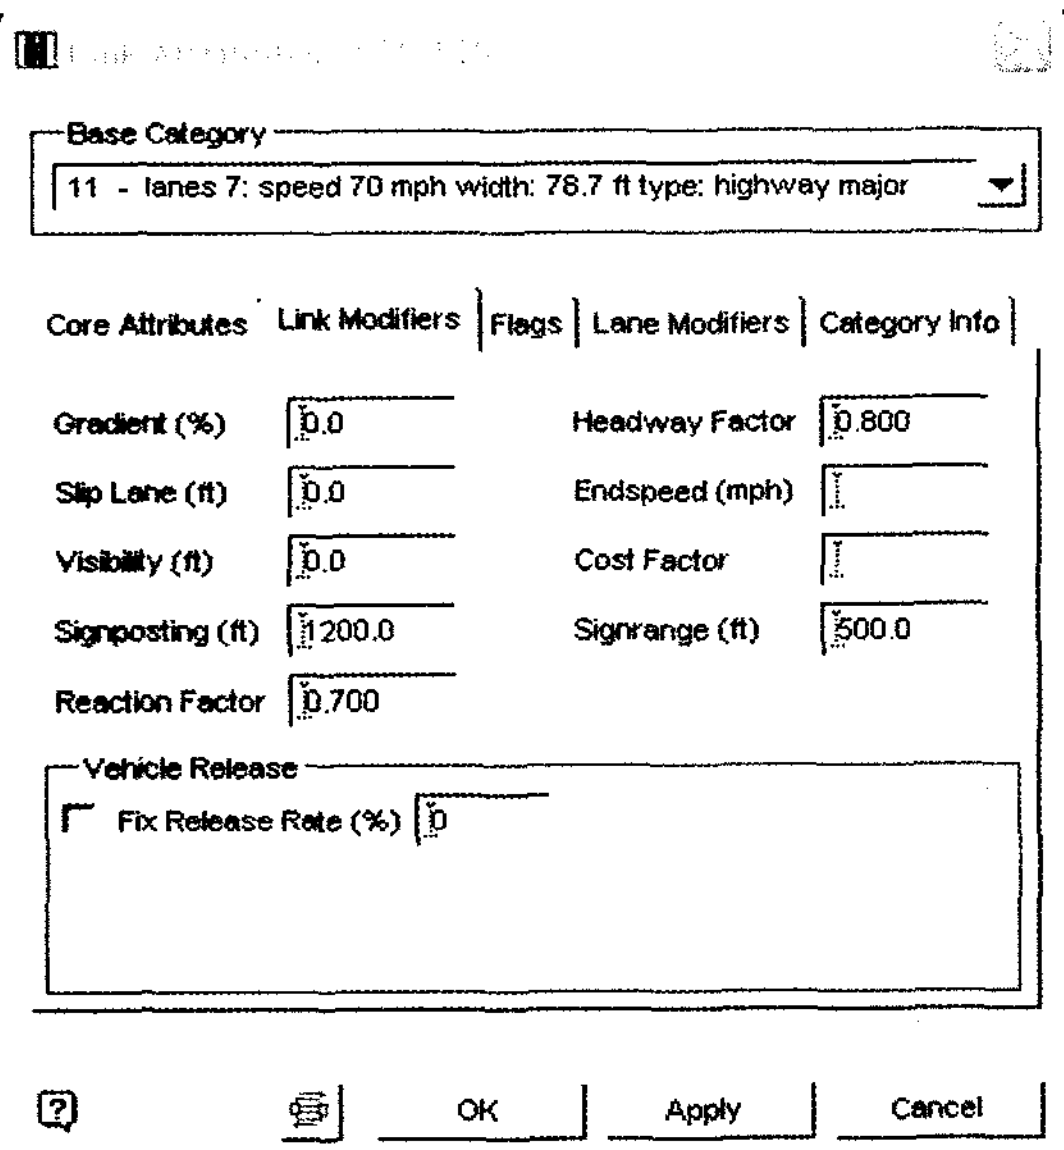 Link
Base Category
11 - lanes 7: speed 70 mph width: 78.7 ft type: highway major
Core Attributes Link Modifiers Flags Lane Modifiers Category Info
Gradient (%) 0.0 Headway Factor 0.800
Slip Lane (ft) 0.0 Endspeed (mph)
Visibility (ft) 0.0 Cost Factor
Signposting (ft) 1200.0 Signrange (ft) 500.0
Reaction Factor 0.700
Vehicle Release
Fix Release Rate (%) 0
? OK Apply Cancel